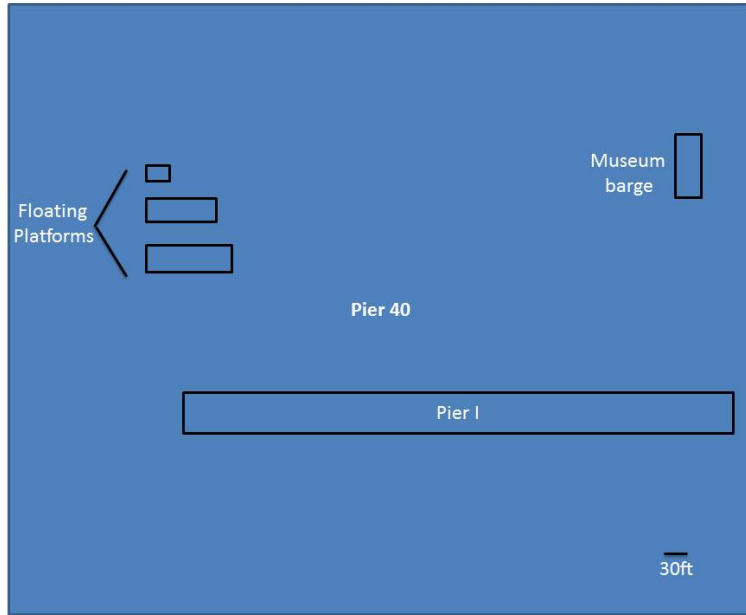 Museum
barge
Floating
Platforms
Pier 40
Pier I
30ft